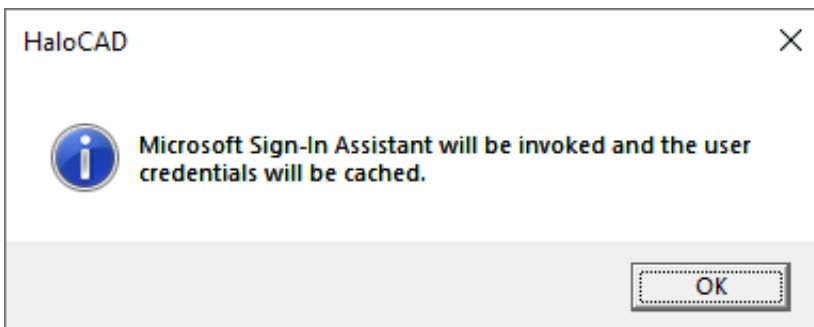 HaloCAD
Microsoft Sign-In Assistant will be invoked and the user
credentials will be cached.
OK